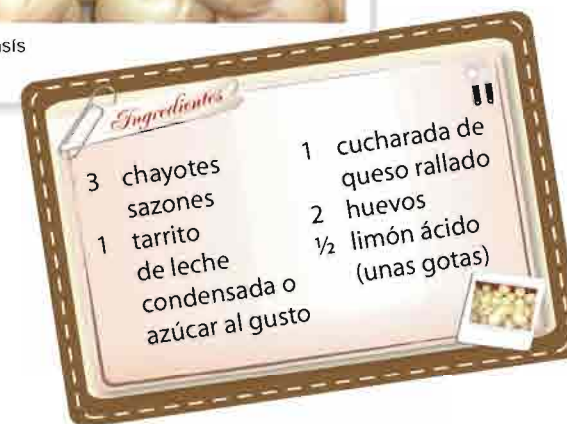 Ingredientes
3 chayotes
sazones
1 tarrito
de leche
condensada o
azúcar al gusto
1 cucharada de
queso rallado
2 huevos
½ limón ácido
(unas gotas)